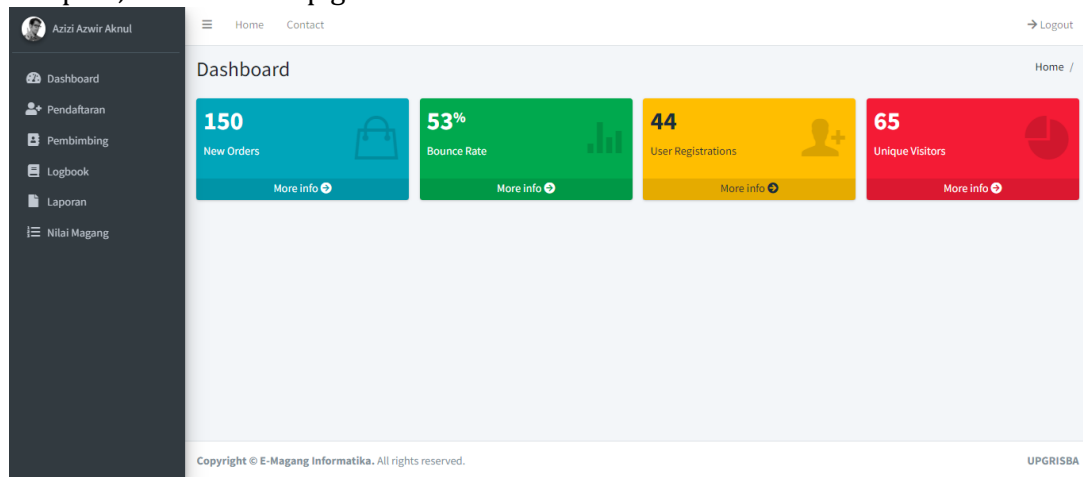 Azizi Azwir Aknul
Home Contact
Logout
Dashboard
Pendaftaran
Pembimbing
Logbook
Laporan
Nilai Magang
Dashboard
Home /
150
New Orders
More info
53%
Bounce Rate
More info
44
User Registrations
More info
65
Unique Visitors
More info
Copyright © E-Magang Informatika. All rights reserved.
UPGRISBA